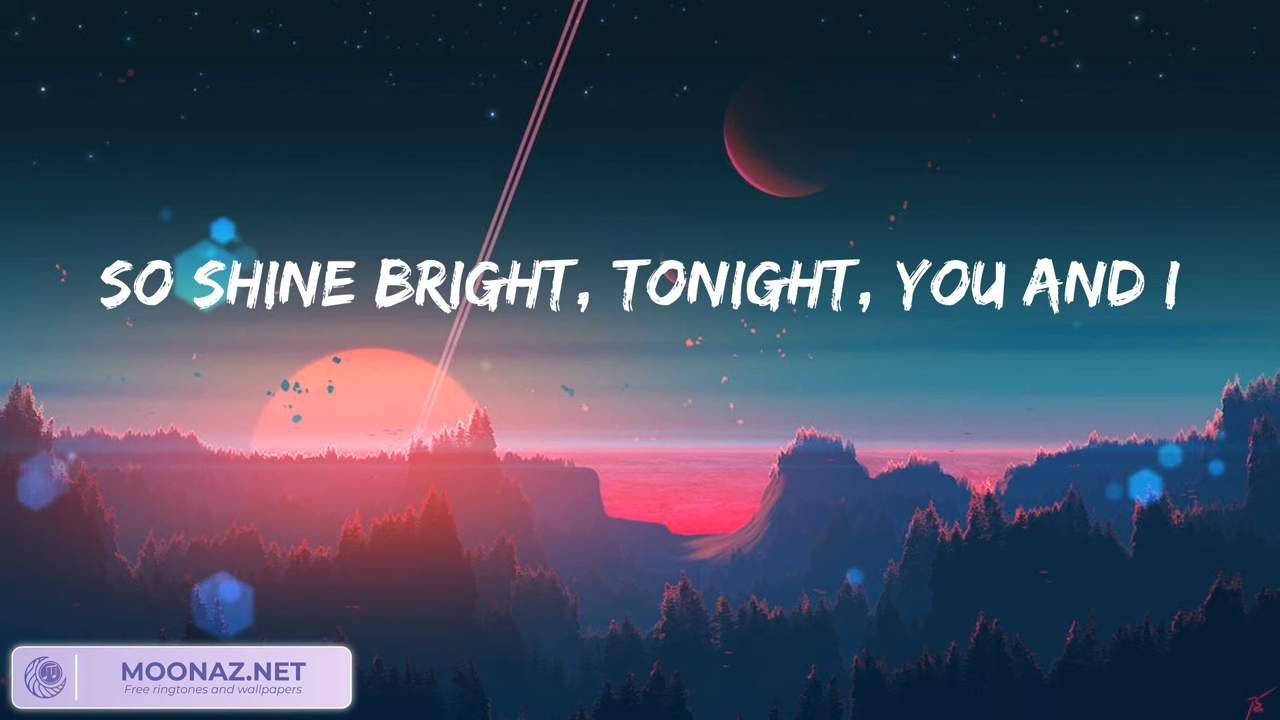 SO SHINE BRIGHT, TONIGHT, YOU AND I
MOONAZ.NET
Free ringtones and wallpapers